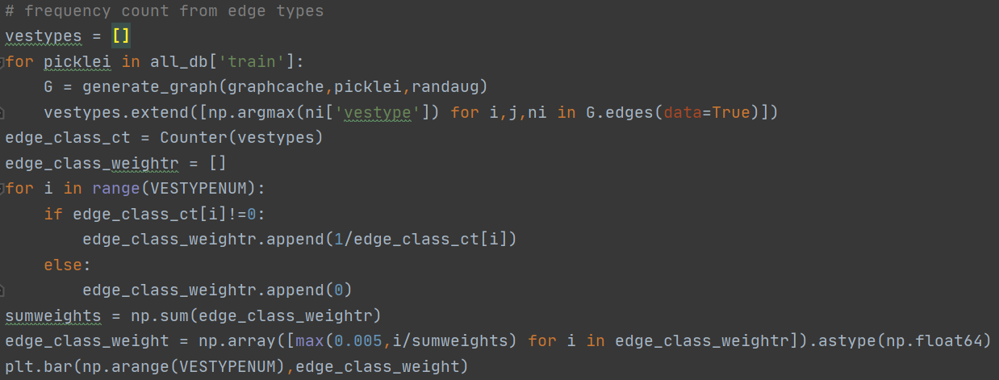 # frequency count from edge types
vestypes = []
for picklei in all_db['train']:
    G = generate_graph(graphcache,picklei,randaug)
    vestypes.extend([np.argmax(ni['vestype']) for i,j,ni in G.edges(data=True)])
edge_class_ct = Counter(vestypes)
edge_class_weightr = []
for i in range(VESTYPENUM):
    if edge_class_ct[i]!=0:
        edge_class_weightr.append(1/edge_class_ct[i])
    else:
        edge_class_weightr.append(0)
sumweights = np.sum(edge_class_weightr)
edge_class_weight = np.array([max(0.005,i/sumweights) for i in edge_class_weightr]).astype(np.float64)
plt.bar(np.arange(VESTYPENUM),edge_class_weight)